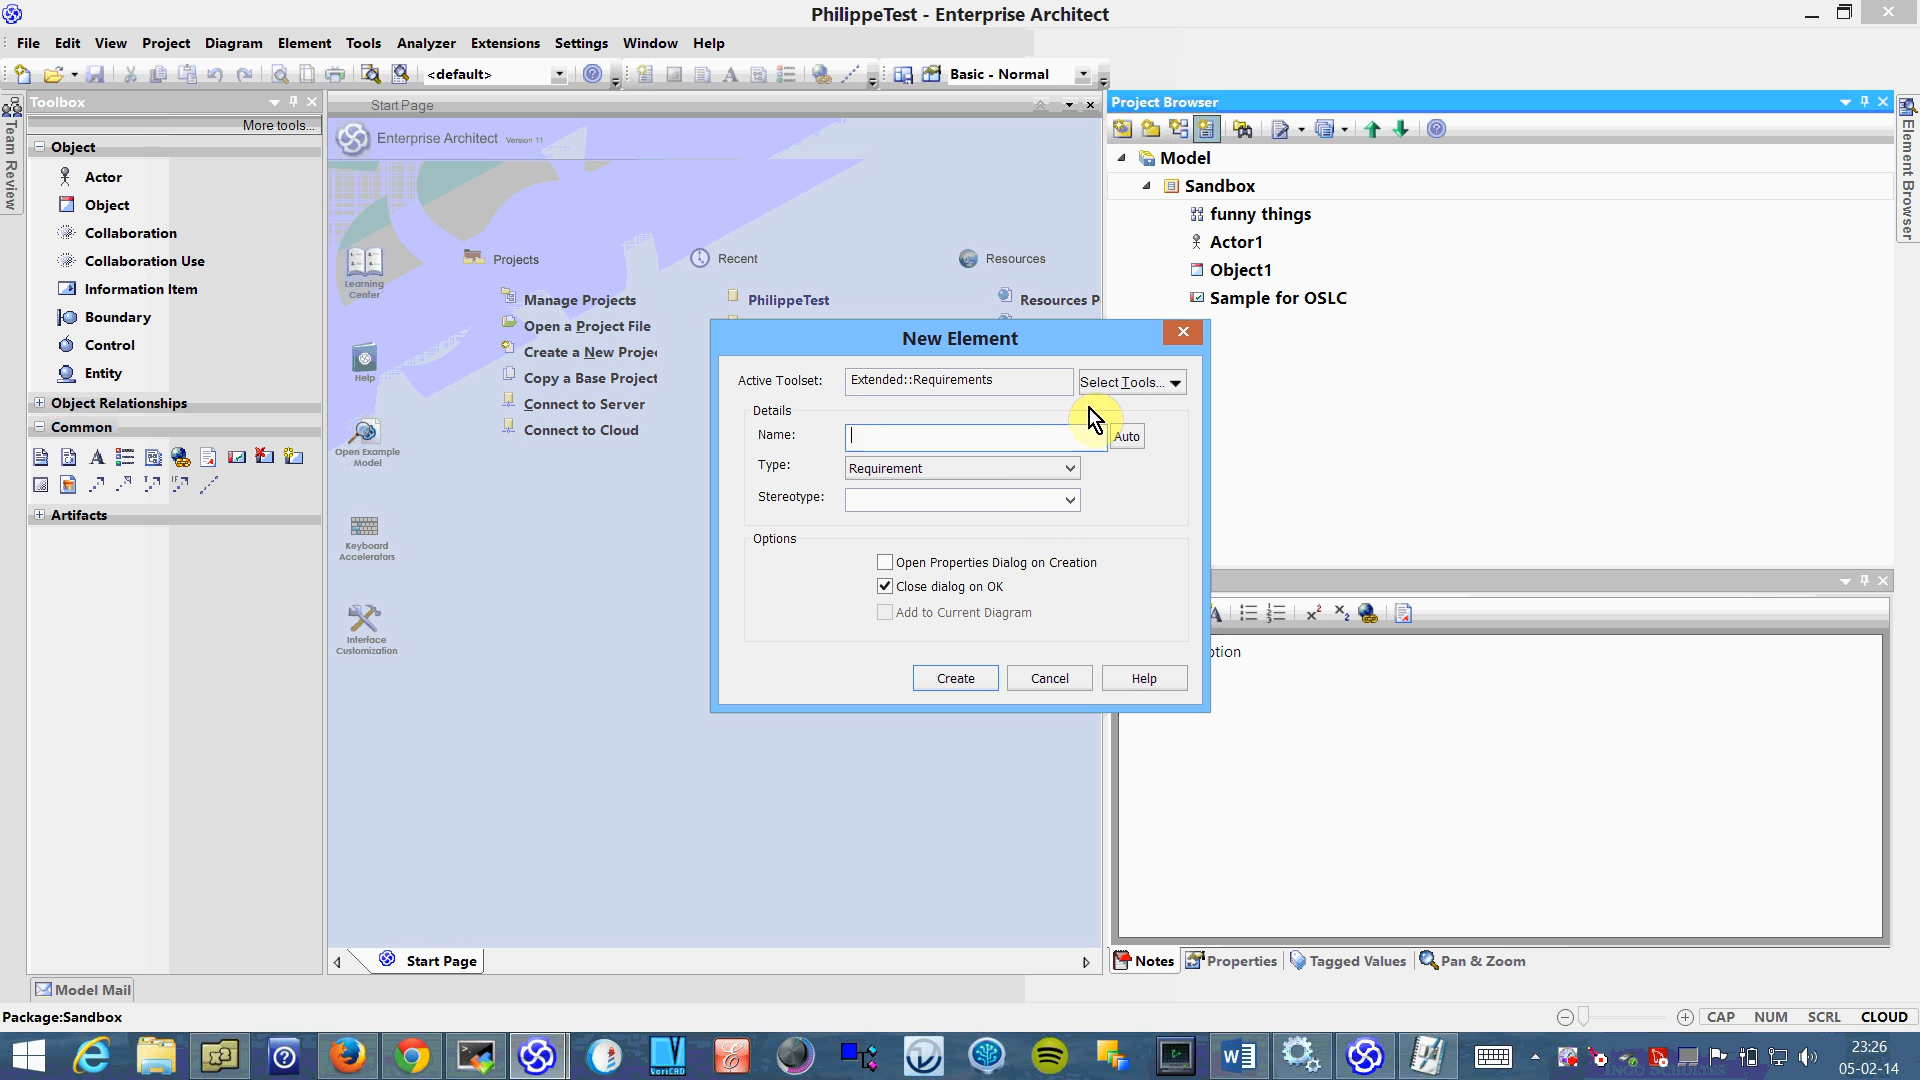 PhilippeTest - Enterprise Architect
File Edit View Project Diagram Element Tools Analyzer Extensions Settings Window Help
<default>
Basic - Normal
Toolbox
Start Page
Project Browser
More tools...
Team Review
Element Browser
Object
Actor
Object
Collaboration
Collaboration Use
Information Item
Boundary
Control
Entity
Object Relationships
Common
Artifacts
Enterprise Architect Version 11
Learning Center
Help
Open Example Model
Keyboard Accelerators
Interface Customization
Projects
Manage Projects
Open a Project File
Create a New Projec
Copy a Base Project
Connect to Server
Connect to Cloud
Recent
PhilippeTest
Resources
Resources P
Model
Sandbox
funny things
Actor1
Object1
Sample for OSLC
New Element
Active Toolset: Extended::Requirements Select Tools...
Details
Name: Auto
Type: Requirement
Stereotype:
Options
Open Properties Dialog on Creation
Close dialog on OK
Add to Current Diagram
Create Cancel Help
ption
Start Page
Notes Properties Tagged Values Pan & Zoom
Model Mail
Package:Sandbox
CAP NUM SCRL CLOUD
VeriCHD
23:26
05-02-14